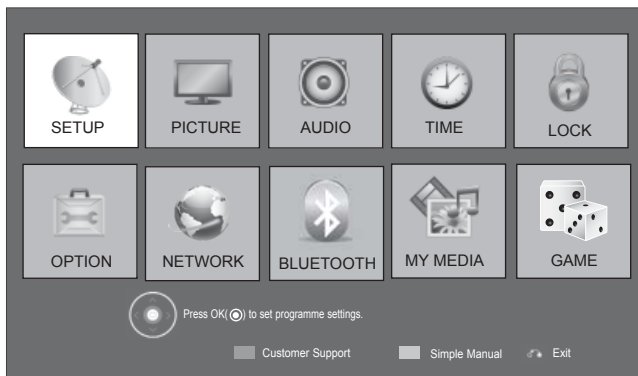 SETUP PICTURE AUDIO TIME LOCK
OPTION NETWORK BLUETOOTH MY MEDIA GAME
Press OK( ) to set programme settings.
Customer Support Simple Manual Exit